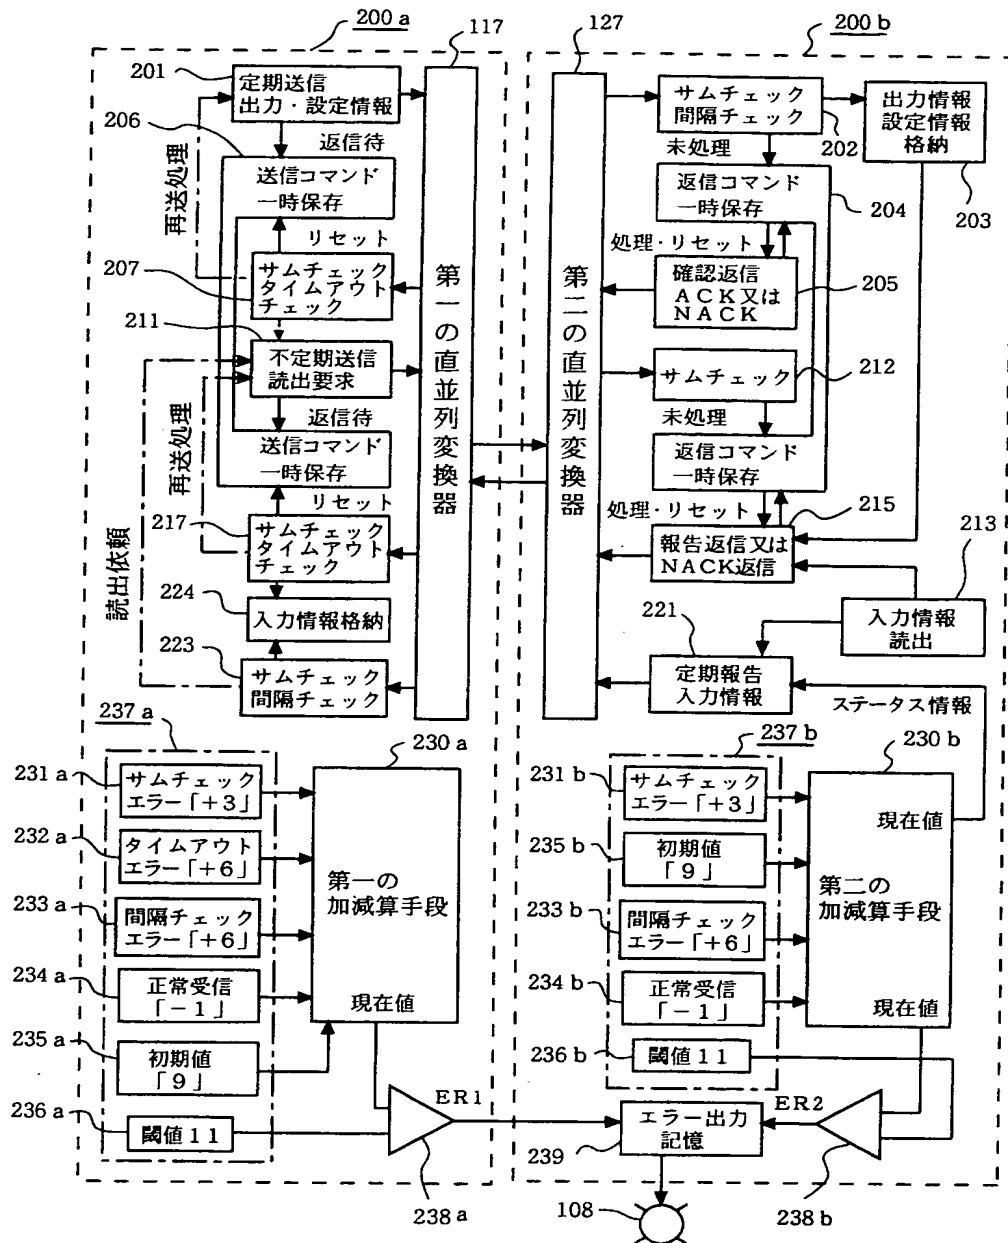 200a
117
127
200b
201
定期送信
出力・設定情報
206
返信待
送信コマンド
一時保存
再送処理
リセット
207
サムチェック
タイムアウト
チェック
211
不定期送信
読出要求
返信待
送信コマンド
一時保存
再送処理
リセット
217
サムチェック
タイムアウト
チェック
読出依頼
224
入力情報格納
223
サムチェック
間隔チェック
第一の直並列変換器
第二の直並列変換器
サムチェック
間隔チェック
202
出力情報
設定情報
格納
203
未処理
返信コマンド
一時保存
204
処理・リセット
確認返信
ACK又は
NACK
205
サムチェック
212
未処理
返信コマンド
一時保存
処理・リセット
215
報告返信又は
NACK返信
213
入力情報
読出
221
定期報告
入力情報
ステータス情報
237a
230a
231a
サムチェック
エラー「+3」
232a
タイムアウト
エラー「+6」
233a
間隔チェック
エラー「+6」
234a
正常受信
「-1」
235a
初期値
「9」
236a
閾値11
第一の
加減算手段
現在値
ER1
238a
237b
230b
231b
サムチェック
エラー「+3」
235b
初期値
「9」
233b
間隔チェック
エラー「+6」
234b
正常受信
「-1」
236b
閾値11
現在値
第二の
加減算手段
現在値
ER2
238b
エラー出力
記憶
239
108